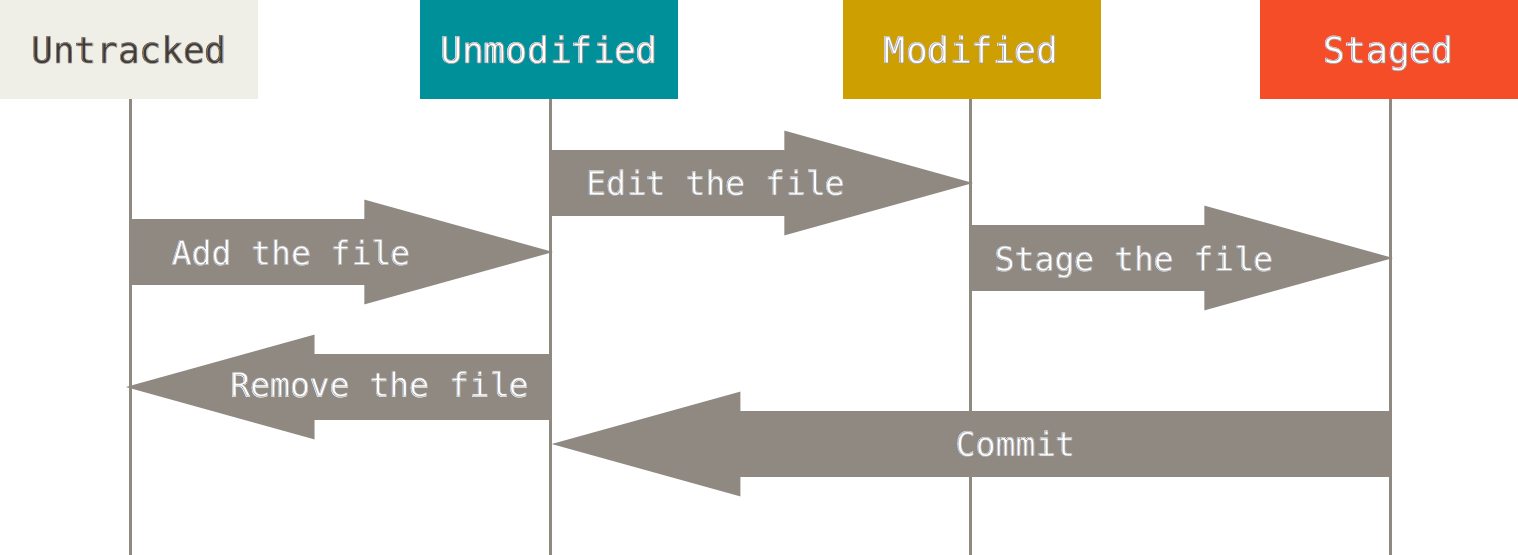 Untracked
Unmodified
Modified
Staged
Edit the file
Add the file
Stage the file
Remove the file
Commit